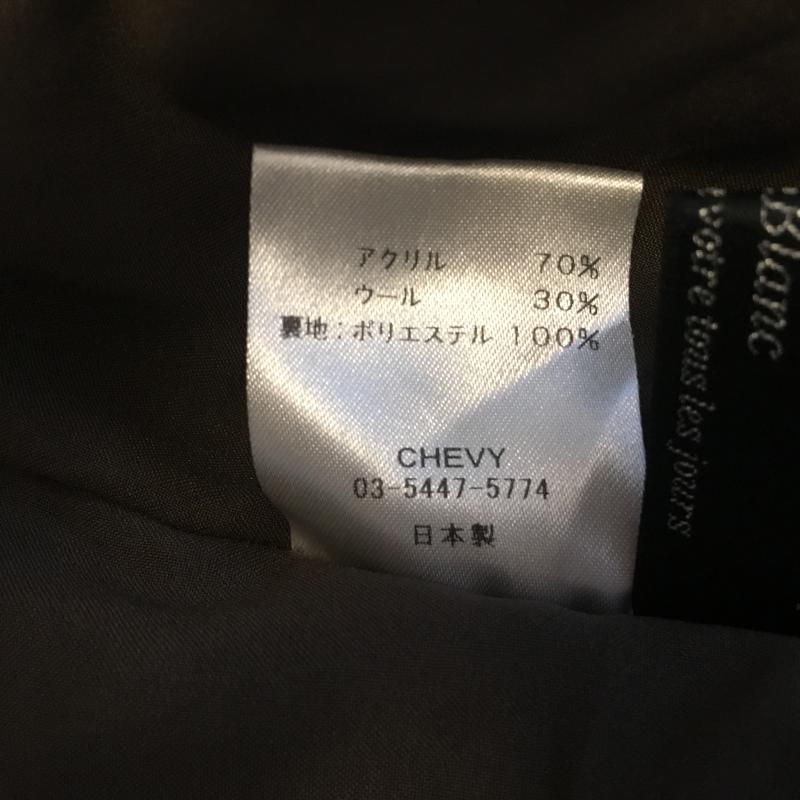 アクリル 70%
ウール 30%
裏地：ポリエステル 100%
CHEVY
03-5447-5774
日本製
Blanc
votre tous les jours